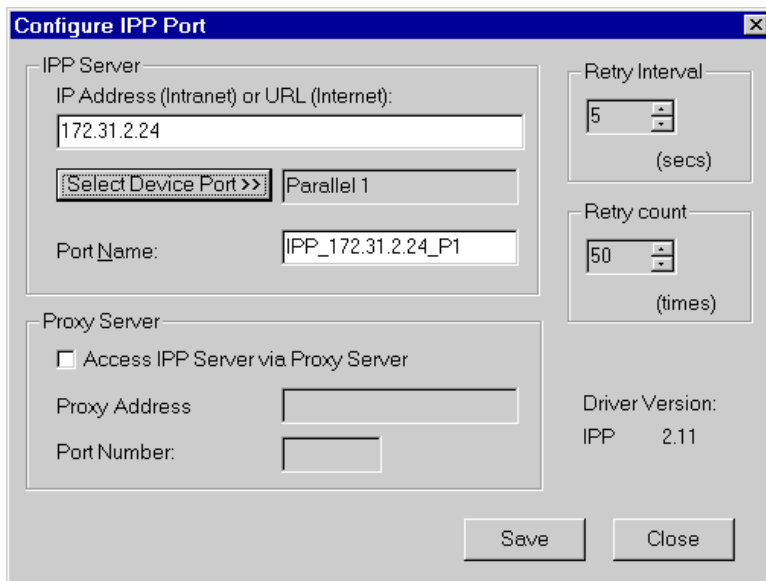 Configure IPP Port
IPP Server
IP Address (Intranet) or URL (Internet):
172.31.2.24
Select Device Port >> Parallel 1
Port Name: IPP_172.31.2.24_P1
Retry Interval
5
(secs)
Retry count
50
(times)
Proxy Server
Access IPP Server via Proxy Server
Proxy Address
Port Number:
Driver Version:
IPP 2.11
Save Close